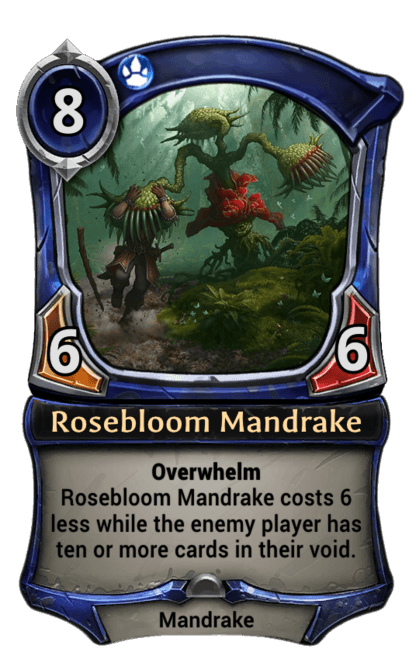 8
6
6
Rosebloom Mandrake
Overwhelm
Rosebloom Mandrake costs 6
less while the enemy player has
ten or more cards in their void.
Mandrake